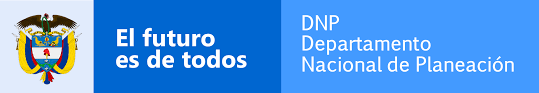 El futuro
es de todos
DNP
Departamento
Nacional de Planeación